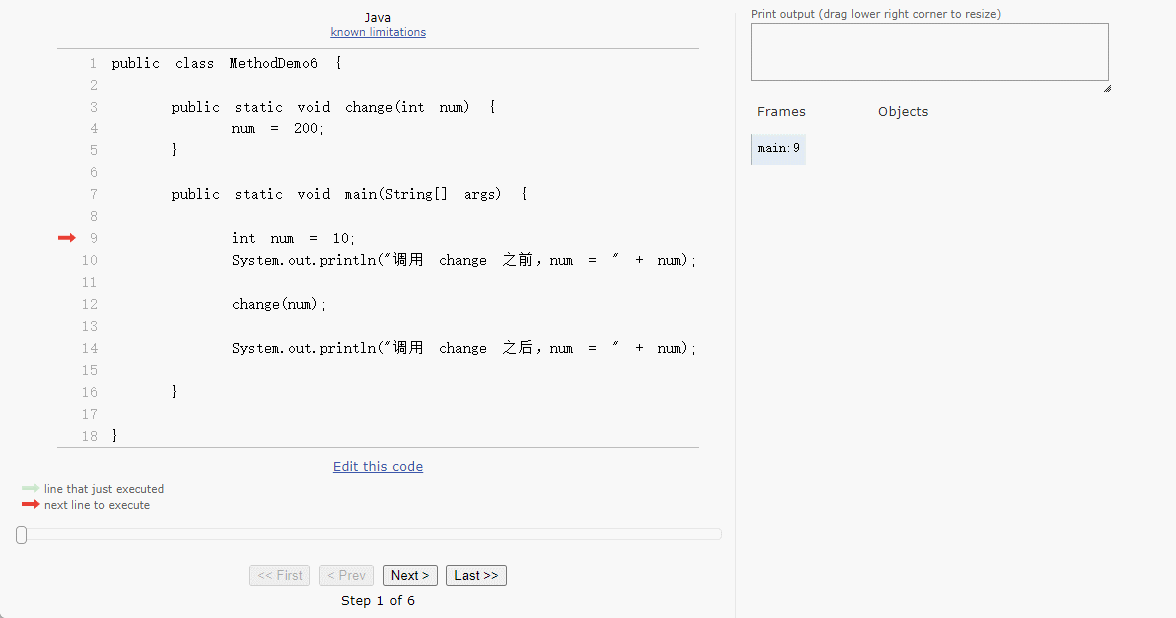 Java
known limitations
1 public class MethodDemo6 {
2
3 public static void change(int num) {
4 num = 200;
5 }
6
7 public static void main(String[] args) {
8
9 int num = 10;
10 System.out.println("调用 change 之前,num = " + num);
11
12 change(num);
13
14 System.out.println("调用 change 之后,num = " + num);
15
16 }
17
18 }
Edit this code
line that just executed
next line to execute
<< First < Prev Next > Last >>
Step 1 of 6
Print output (drag lower right corner to resize)
Frames Objects
main:9